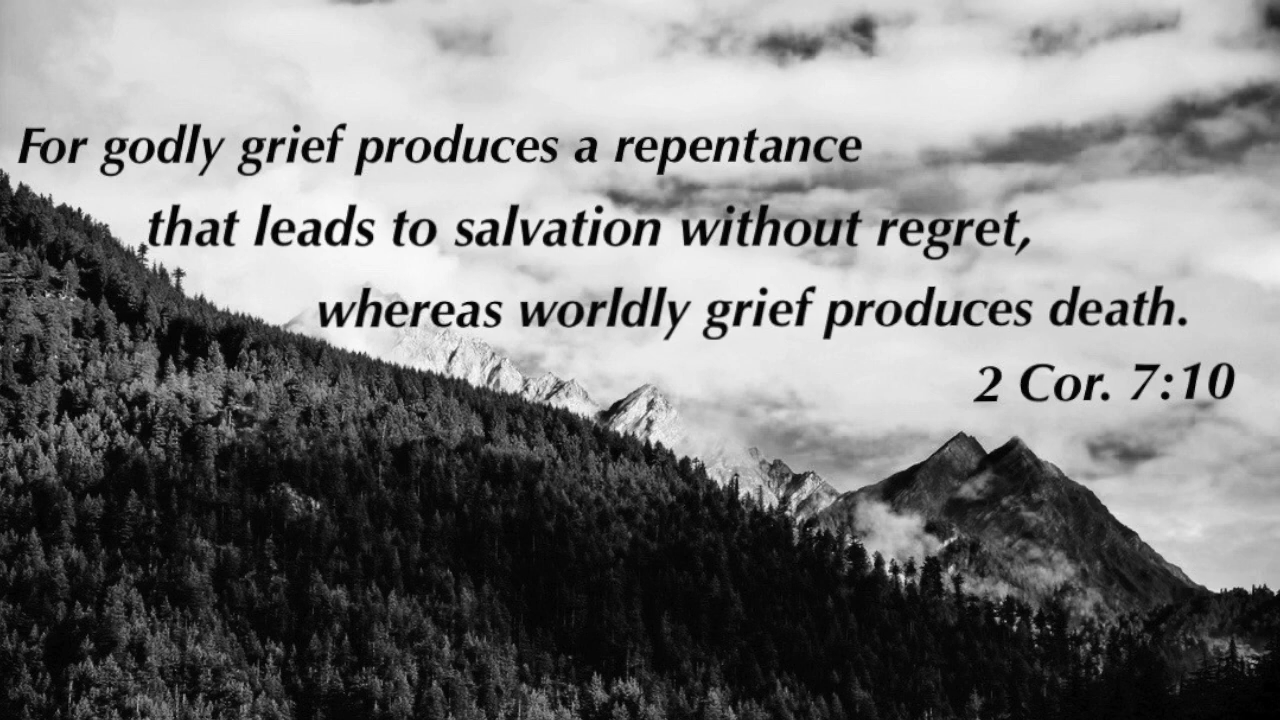 For godly grief produces a repentance
that leads to salvation without regret,
whereas worldly grief produces death.
2 Cor. 7:10